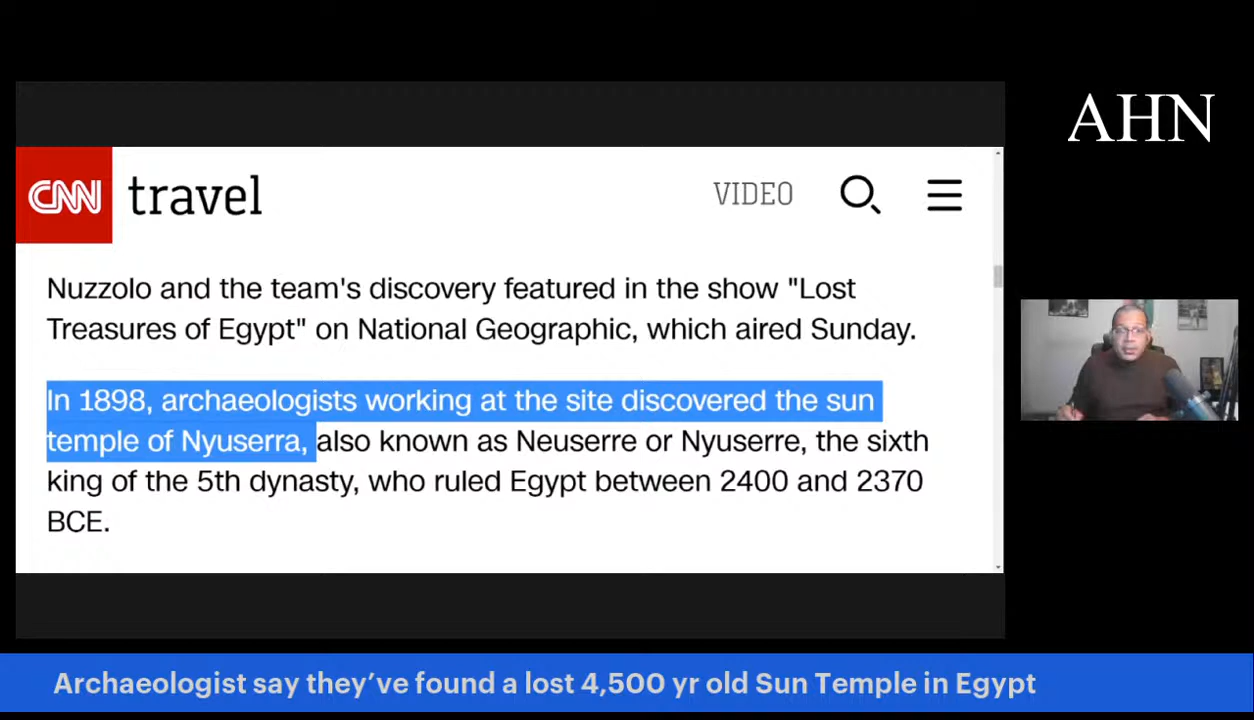 AHN
CNN travel VIDEO
Nuzzolo and the team's discovery featured in the show "Lost
Treasures of Egypt" on National Geographic, which aired Sunday.
In 1898, archaeologists working at the site discovered the sun
temple of Nyuserra, also known as Neuserre or Nyuserre, the sixth
king of the 5th dynasty, who ruled Egypt between 2400 and 2370
BCE.
Archaeologist say they’ve found a lost 4,500 yr old Sun Temple in Egypt